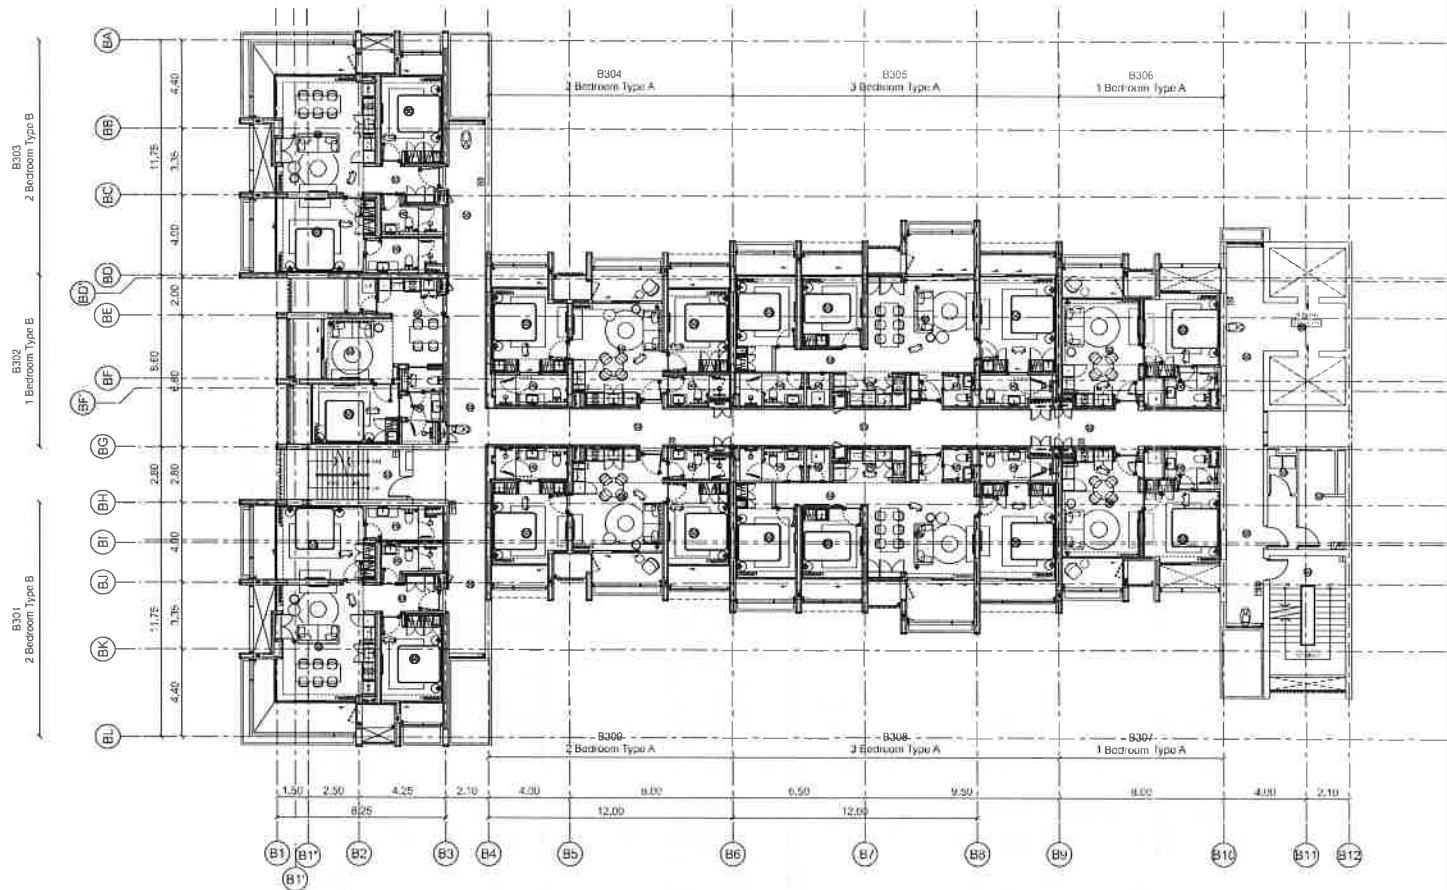 BA
BB
BC
BD
BD'
BE
BF
BF'
BG
BH
BI
BJ
BK
BL
B303
2 Bedroom Type B
B302
1 Bedroom Type B
B301
2 Bedroom Type B
4,40
3,35
11,75
4,00
2,00
2,80
2,80
4,00
3,35
11,75
4,40
B304
2 Bedroom Type A
B305
3 Bedroom Type A
B306
1 Bedroom Type A
B309
2 Bedroom Type A
B308
3 Bedroom Type A
B307
1 Bedroom Type A
1.50
2.50
4.25
2.10
4.00
8.00
6.50
9.50
8.00
4.00
2.10
8.25
12.00
12.00
B1
B1'
B1"
B2
B3
B4
B5
B6
B7
B8
B9
B10
B11
B12